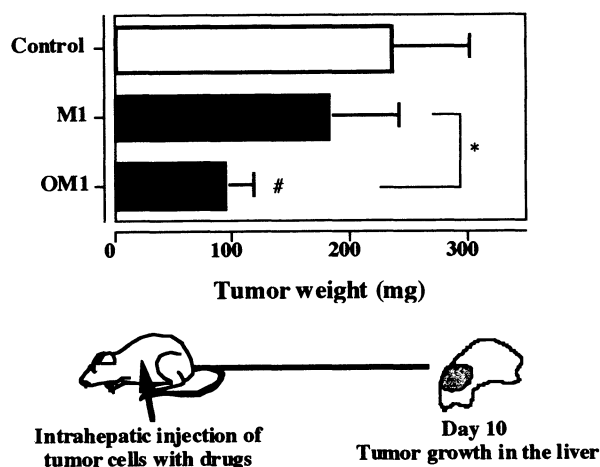 Control
M1
*
OM1
#
0 100 200 300
Tumor weight (mg)
Intrahepatic injection of
tumor cells with drugs
Day 10
Tumor growth in the liver